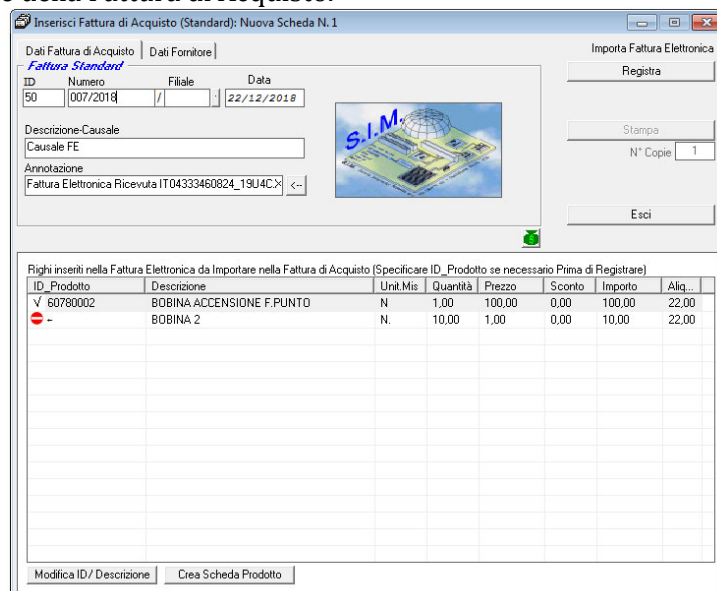 della Fattura di Acquisto.
Inserisci Fattura di Acquisto (Standard): Nuova Scheda N. 1
Dati Fattura di Acquisto
Dati Fornitore
Importa Fattura Elettronica
Fattura Standard
Registra
ID Numero Filiale Data
50 007/2018 / 22/12/2018
S.I.M.
Descrizione-Causale
Stampa
Causale FE
N° Copie 1
Annotazione
Fattura Elettronica Ricevuta IT04333460824_19U4C.X <--
Esci
Righi inseriti nella Fattura Elettronica da Importare nella Fattura di Acquisto (Specificare ID_Prodotto se necessario Prima di Registrare)
ID_Prodotto Descrizione Unit.Mis Quantità Prezzo Sconto Importo Aliq...
√ 60780002 BOBINA ACCENSIONE F.PUNTO N 1,00 100,00 0,00 100,00 22,00
- BOBINA 2 N. 10,00 1,00 0,00 10,00 22,00
Modifica ID / Descrizione Crea Scheda Prodotto